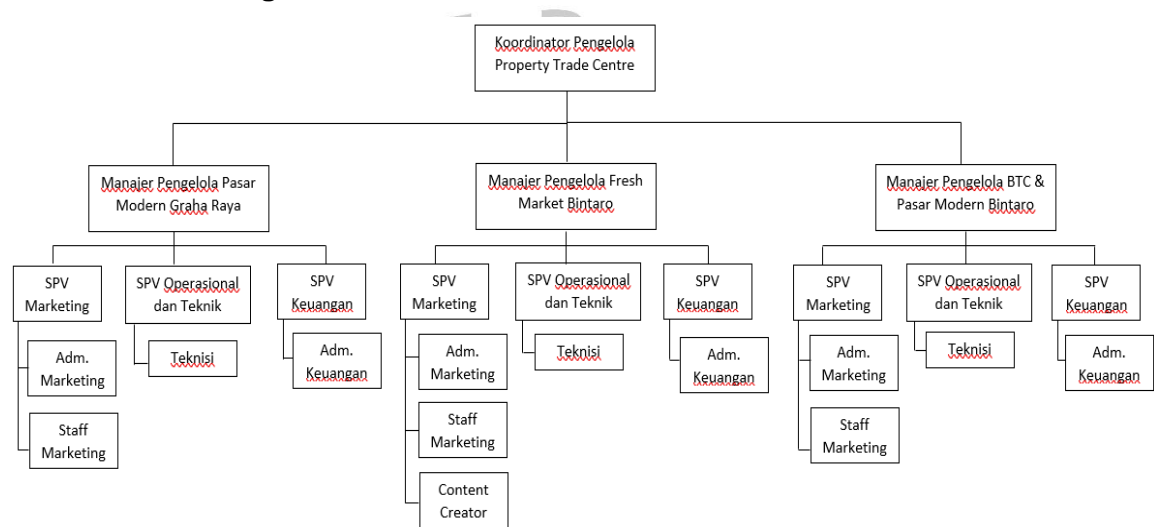 Koordinator Pengelola
Property Trade Centre
Manajer Pengelola Pasar
Modern Graha Raya
Manajer Pengelola Fresh
Market Bintaro
Manajer Pengelola BTC &
Pasar Modern Bintaro
SPV
Marketing
SPV Operasional
dan Teknik
SPV
Keuangan
Adm.
Marketing
Teknisi
Adm.
Keuangan
Staff
Marketing
SPV
Marketing
SPV Operasional
dan Teknik
SPV
Keuangan
Adm.
Marketing
Teknisi
Adm.
Keuangan
Staff
Marketing
Content
Creator
SPV
Marketing
SPV Operasional
dan Teknik
SPV
Keuangan
Adm.
Marketing
Teknisi
Adm.
Keuangan
Staff
Marketing